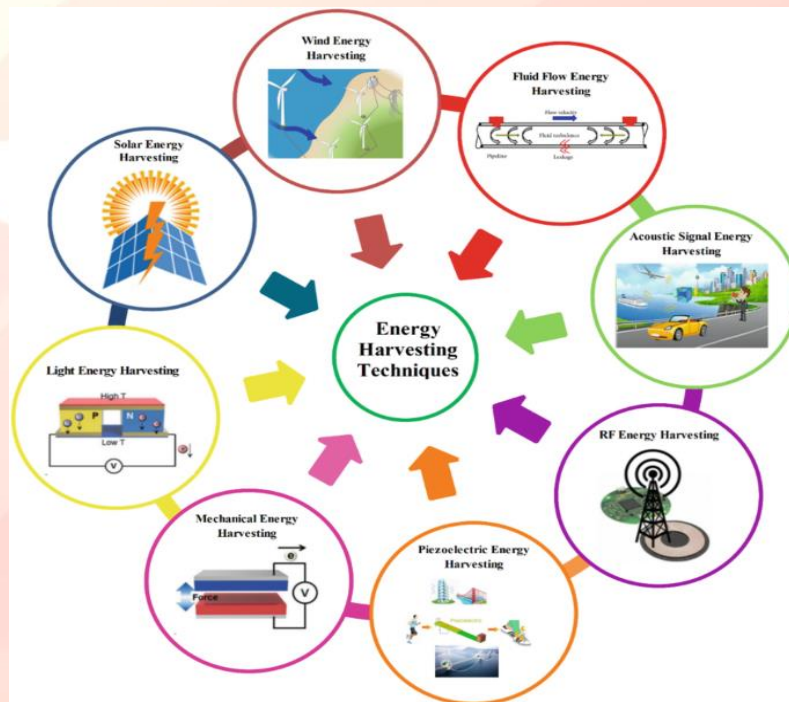 Wind Energy
Harvesting
Fluid Flow Energy
Harvesting
Flow velocity
Fluid turbulence
Pipeline
Leakage
Solar Energy
Harvesting
Acoustic Signal Energy
Harvesting
Energy
Harvesting
Techniques
Light Energy Harvesting
High T
P
N
Low T
V
RF Energy Harvesting
Mechanical Energy
Harvesting
e
Force
V
Piezoelectric Energy
Harvesting
Piezoelectric